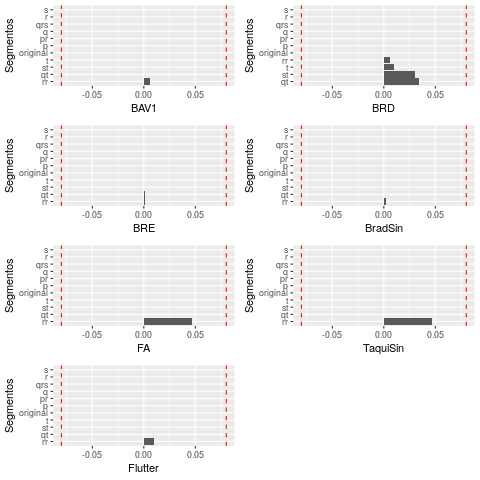 Segmentos
s
r
qrs
q
pr
p
original
t
st
qt
rr
-0.05 0.00 0.05
BAV1
Segmentos
s
r
qrs
q
pr
p
original
t
st
qt
rr
-0.05 0.00 0.05
BRD
Segmentos
s
r
qrs
q
pr
p
original
t
st
qt
rr
-0.05 0.00 0.05
BRE
Segmentos
s
r
qrs
q
pr
p
original
t
st
qt
rr
-0.05 0.00 0.05
BradSin
Segmentos
s
r
qrs
q
pr
p
original
t
st
qt
rr
-0.05 0.00 0.05
FA
Segmentos
s
r
qrs
q
pr
p
original
t
st
qt
rr
-0.05 0.00 0.05
TaquiSin
Segmentos
s
r
qrs
q
pr
p
original
t
st
qt
rr
-0.05 0.00 0.05
Flutter